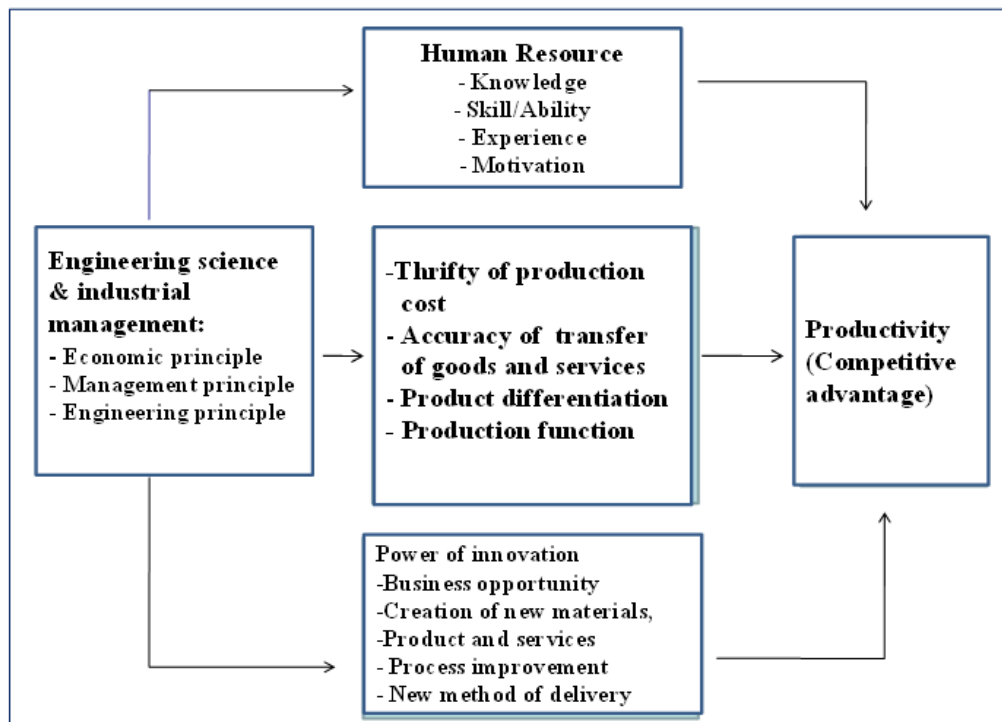 Human Resource
- Knowledge
- Skill/Ability
- Experience
- Motivation
Engineering science
& industrial
management:
- Economic principle
- Management principle
- Engineering principle
-Thrifty of production
cost
- Accuracy of transfer
of goods and services
- Product differentiation
- Production function
Productivity
(Competitive
advantage)
Power of innovation
-Business opportunity
-Creation of new materials,
-Product and services
- Process improvement
- New method of delivery